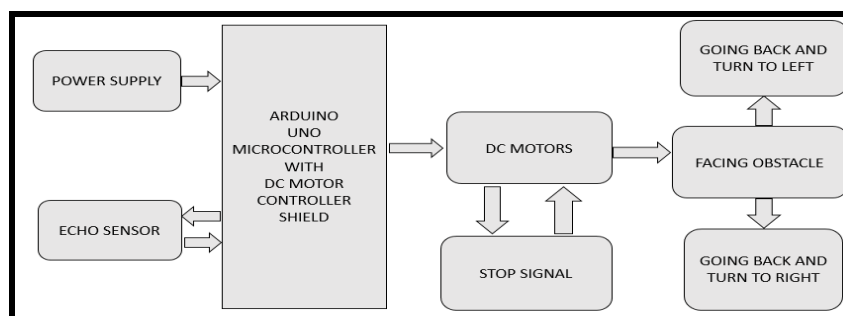 POWER SUPPLY
ECHO SENSOR
ARDUINO
UNO
MICROCONTROLLER
WITH
DC MOTOR
CONTROLLER
SHIELD
DC MOTORS
STOP SIGNAL
GOING BACK AND
TURN TO LEFT
FACING OBSTACLE
GOING BACK AND
TURN TO RIGHT